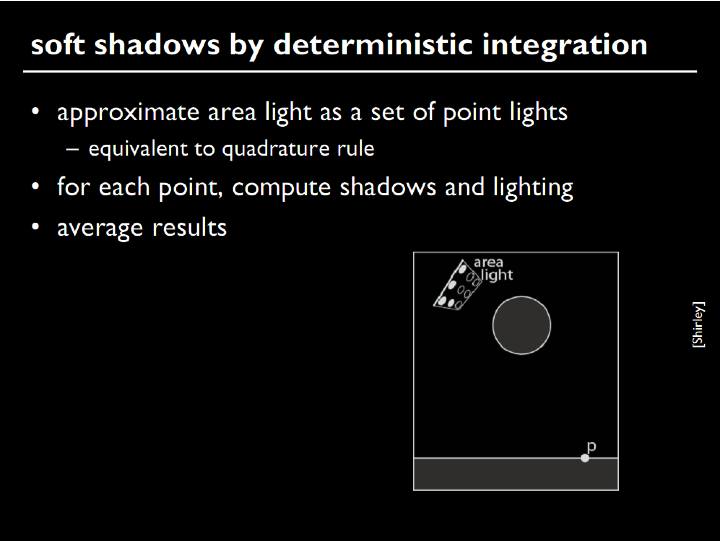 soft shadows by deterministic integration
• approximate area light as a set of point lights
– equivalent to quadrature rule
• for each point, compute shadows and lighting
• average results
area
light
[Shirley]
p